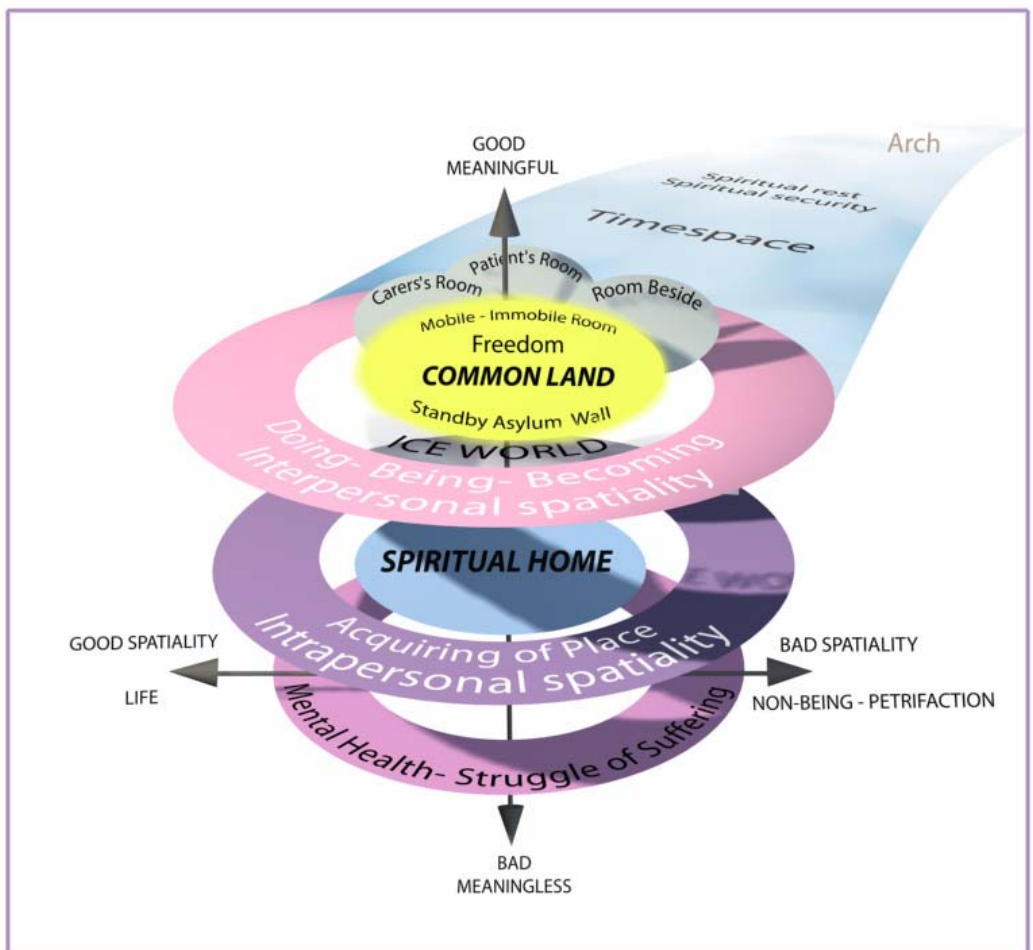 Arch
GOOD
MEANINGFUL
Spiritual rest
Spiritual security
Timespace
Patient's Room
Carers's Room
Room Beside
Mobile - Immobile Room
Freedom
COMMON LAND
Standby Asylum Wall
ICE WORLD
Doing- Being- Becoming
Interpersonal spatiality
SPIRITUAL HOME
Acquiring of Place
Intrapersonal spatiality
GOOD SPATIALITY
LIFE
BAD SPATIALITY
NON-BEING - PETRIFACTION
Mental Health- Struggle of Suffering
BAD
MEANINGLESS